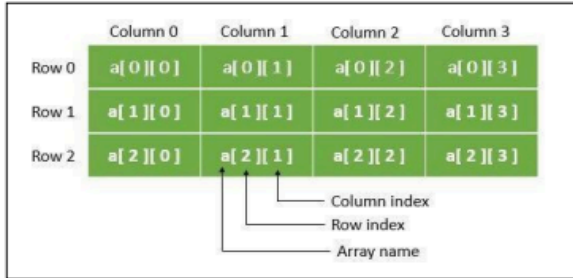 Column 0 Column 1 Column 2 Column 3
Row 0 a[ 0 ][ 0 ] a[ 0 ][ 1 ] a[ 0 ][ 2 ] a[ 0 ][ 3 ]
Row 1 a[ 1 ][ 0 ] a[ 1 ][ 1 ] a[ 1 ][ 2 ] a[ 1 ][ 3 ]
Row 2 a[ 2 ][ 0 ] a[ 2 ][ 1 ] a[ 2 ][ 2 ] a[ 2 ][ 3 ]
Column index
Row index
Array name